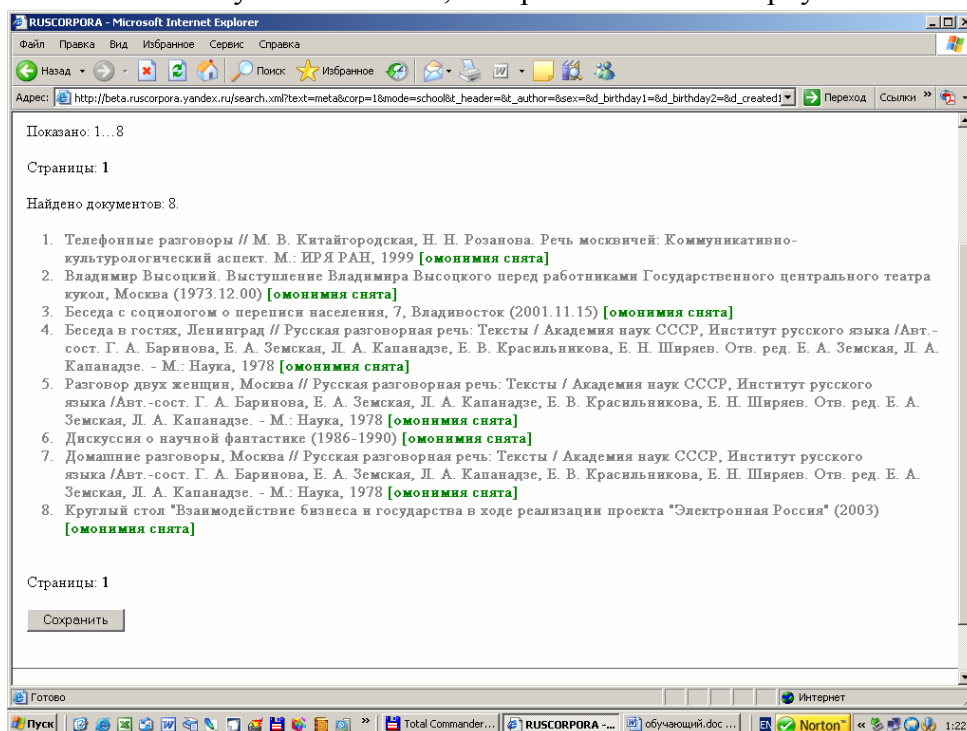 RUSCORPORA - Microsoft Internet Explorer
Файл Правка Вид Избранное Сервис Справка
Назад Поиск Избранное
Адрес: http://beta.ruscorpora.yandex.ru/search.xml?text=meta&corp=1&mode=school&t_header=&t_author=&sex=&d_birthday1=&d_birthday2=&d_created1 Переход Ссылки »
Показано: 1…8
Страницы: 1
Найдено документов: 8.
1. Телефонные разговоры // М. В. Китайгородская, Н. Н. Розанова. Речь москвичей: Коммуникативно-
культурологический аспект. М.: ИРЯ РАН, 1999 [омонимия снята]
2. Владимир Высоцкий. Выступление Владимира Высоцкого перед работниками Государственного центрального театра
кукол, Москва (1973.12.00) [омонимия снята]
3. Беседа с социологом о переписи населения, 7, Владивосток (2001.11.15) [омонимия снята]
4. Беседа в гостях, Ленинград // Русская разговорная речь: Тексты / Академия наук СССР, Институт русского языка /Авт.-
сост. Г. А. Баринова, Е. А. Земская, Л. А. Капанадзе, Е. В. Красильникова, Е. Н. Ширяев. Отв. ред. Е. А. Земская, Л. А.
Капанадзе. - М.: Наука, 1978 [омонимия снята]
5. Разговор двух женщин, Москва // Русская разговорная речь: Тексты / Академия наук СССР, Институт русского
языка /Авт.-сост. Г. А. Баринова, Е. А. Земская, Л. А. Капанадзе, Е. В. Красильникова, Е. Н. Ширяев. Отв. ред. Е. А.
Земская, Л. А. Капанадзе. - М.: Наука, 1978 [омонимия снята]
6. Дискуссия о научной фантастике (1986-1990) [омонимия снята]
7. Домашние разговоры, Москва // Русская разговорная речь: Тексты / Академия наук СССР, Институт русского
языка /Авт.-сост. Г. А. Баринова, Е. А. Земская, Л. А. Капанадзе, Е. В. Красильникова, Е. Н. Ширяев. Отв. ред. Е. А.
Земская, Л. А. Капанадзе. - М.: Наука, 1978 [омонимия снята]
8. Круглый стол "Взаимодействие бизнеса и государства в ходе реализации проекта "Электронная Россия" (2003)
[омонимия снята]
Страницы: 1
Сохранить
Готово Интернет
Пуск » Total Commander... RUSCORPORA -... обучающий.doc ... EN Norton™ « 1:22